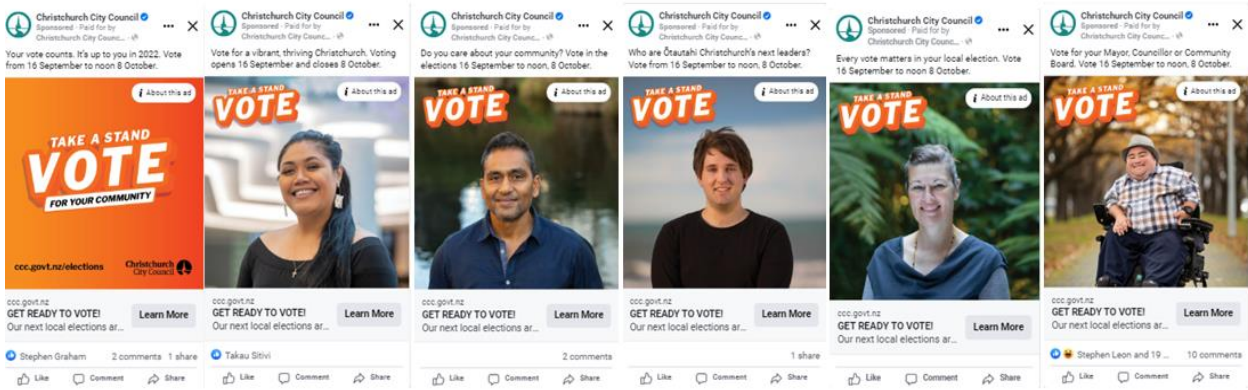 Christchurch City Council
Sponsored · Paid for by
Christchurch City Counc...
Your vote counts. It's up to you in 2022. Vote
from 16 September to noon 8 October.
About this ad
TAKE A STAND
VOTE
FOR YOUR COMMUNITY
ccc.govt.nz/elections
Christchurch
City Council
ccc.govt.nz
GET READY TO VOTE!
Our next local elections ar...
Learn More
Stephen Graham
2 comments 1 share
Like Comment Share
Christchurch City Council
Sponsored · Paid for by
Christchurch City Counc...
Vote for a vibrant, thriving Christchurch. Voting
opens 16 September and closes 8 October.
About this ad
TAKE A STAND
VOTE
ccc.govt.nz
GET READY TO VOTE!
Our next local elections ar...
Learn More
Takau Sitivi
Like Comment Share
Christchurch City Council
Sponsored · Paid for by
Christchurch City Counc...
Do you care about your community? Vote in the
elections 16 September to noon, 8 October.
About this ad
TAKE A STAND
VOTE
ccc.govt.nz
GET READY TO VOTE!
Our next local elections ar...
Learn More
2 comments
Like Comment Share
Christchurch City Council
Sponsored · Paid for by
Christchurch City Counc...
Who are Ōtautahi Christchurch's next leaders?
Vote from 16 September to noon, 8 October.
About this ad
TAKE A STAND
VOTE
ccc.govt.nz
GET READY TO VOTE!
Our next local elections ar...
Learn More
1 share
Like Comment Share
Christchurch City Council
Sponsored · Paid for by
Christchurch City Counc...
Every vote matters in your local election. Vote
16 September to noon 8 October.
About this ad
TAKE A STAND
VOTE
ccc.govt.nz
GET READY TO VOTE!
Our next local elections ar...
Learn More
Like Comment Share
Christchurch City Council
Sponsored · Paid for by
Christchurch City Counc...
Vote for your Mayor, Councillor or Community
Board. Vote 16 September to noon, 8 October.
About this ad
TAKE A STAND
VOTE
ccc.govt.nz
GET READY TO VOTE!
Our next local elections ar...
Learn More
Stephen Leon and 19 ...
10 comments
Like Comment Share